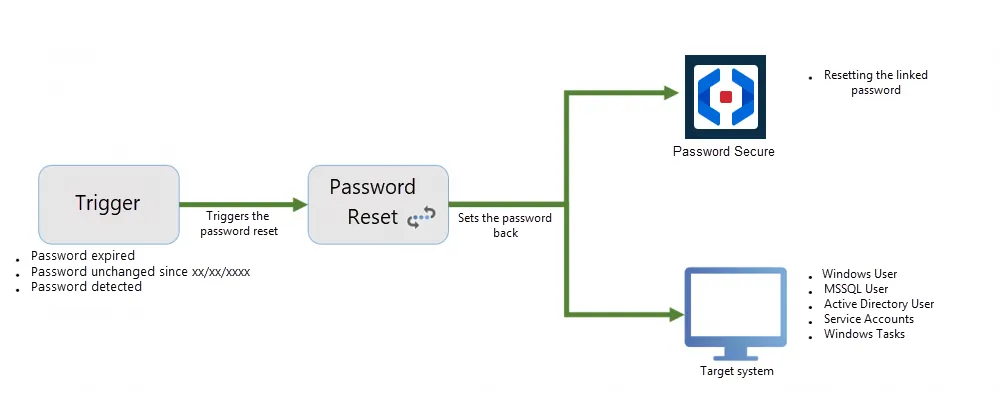 Trigger
Triggers the
password reset
• Password expired
• Password unchanged since xx/xx/xxxx
• Password detected
Password
Reset
Sets the password
back
Password Secure
• Resetting the linked
password
Target system
• Windows User
• MSSQL User
• Active Directory User
• Service Accounts
• Windows Tasks